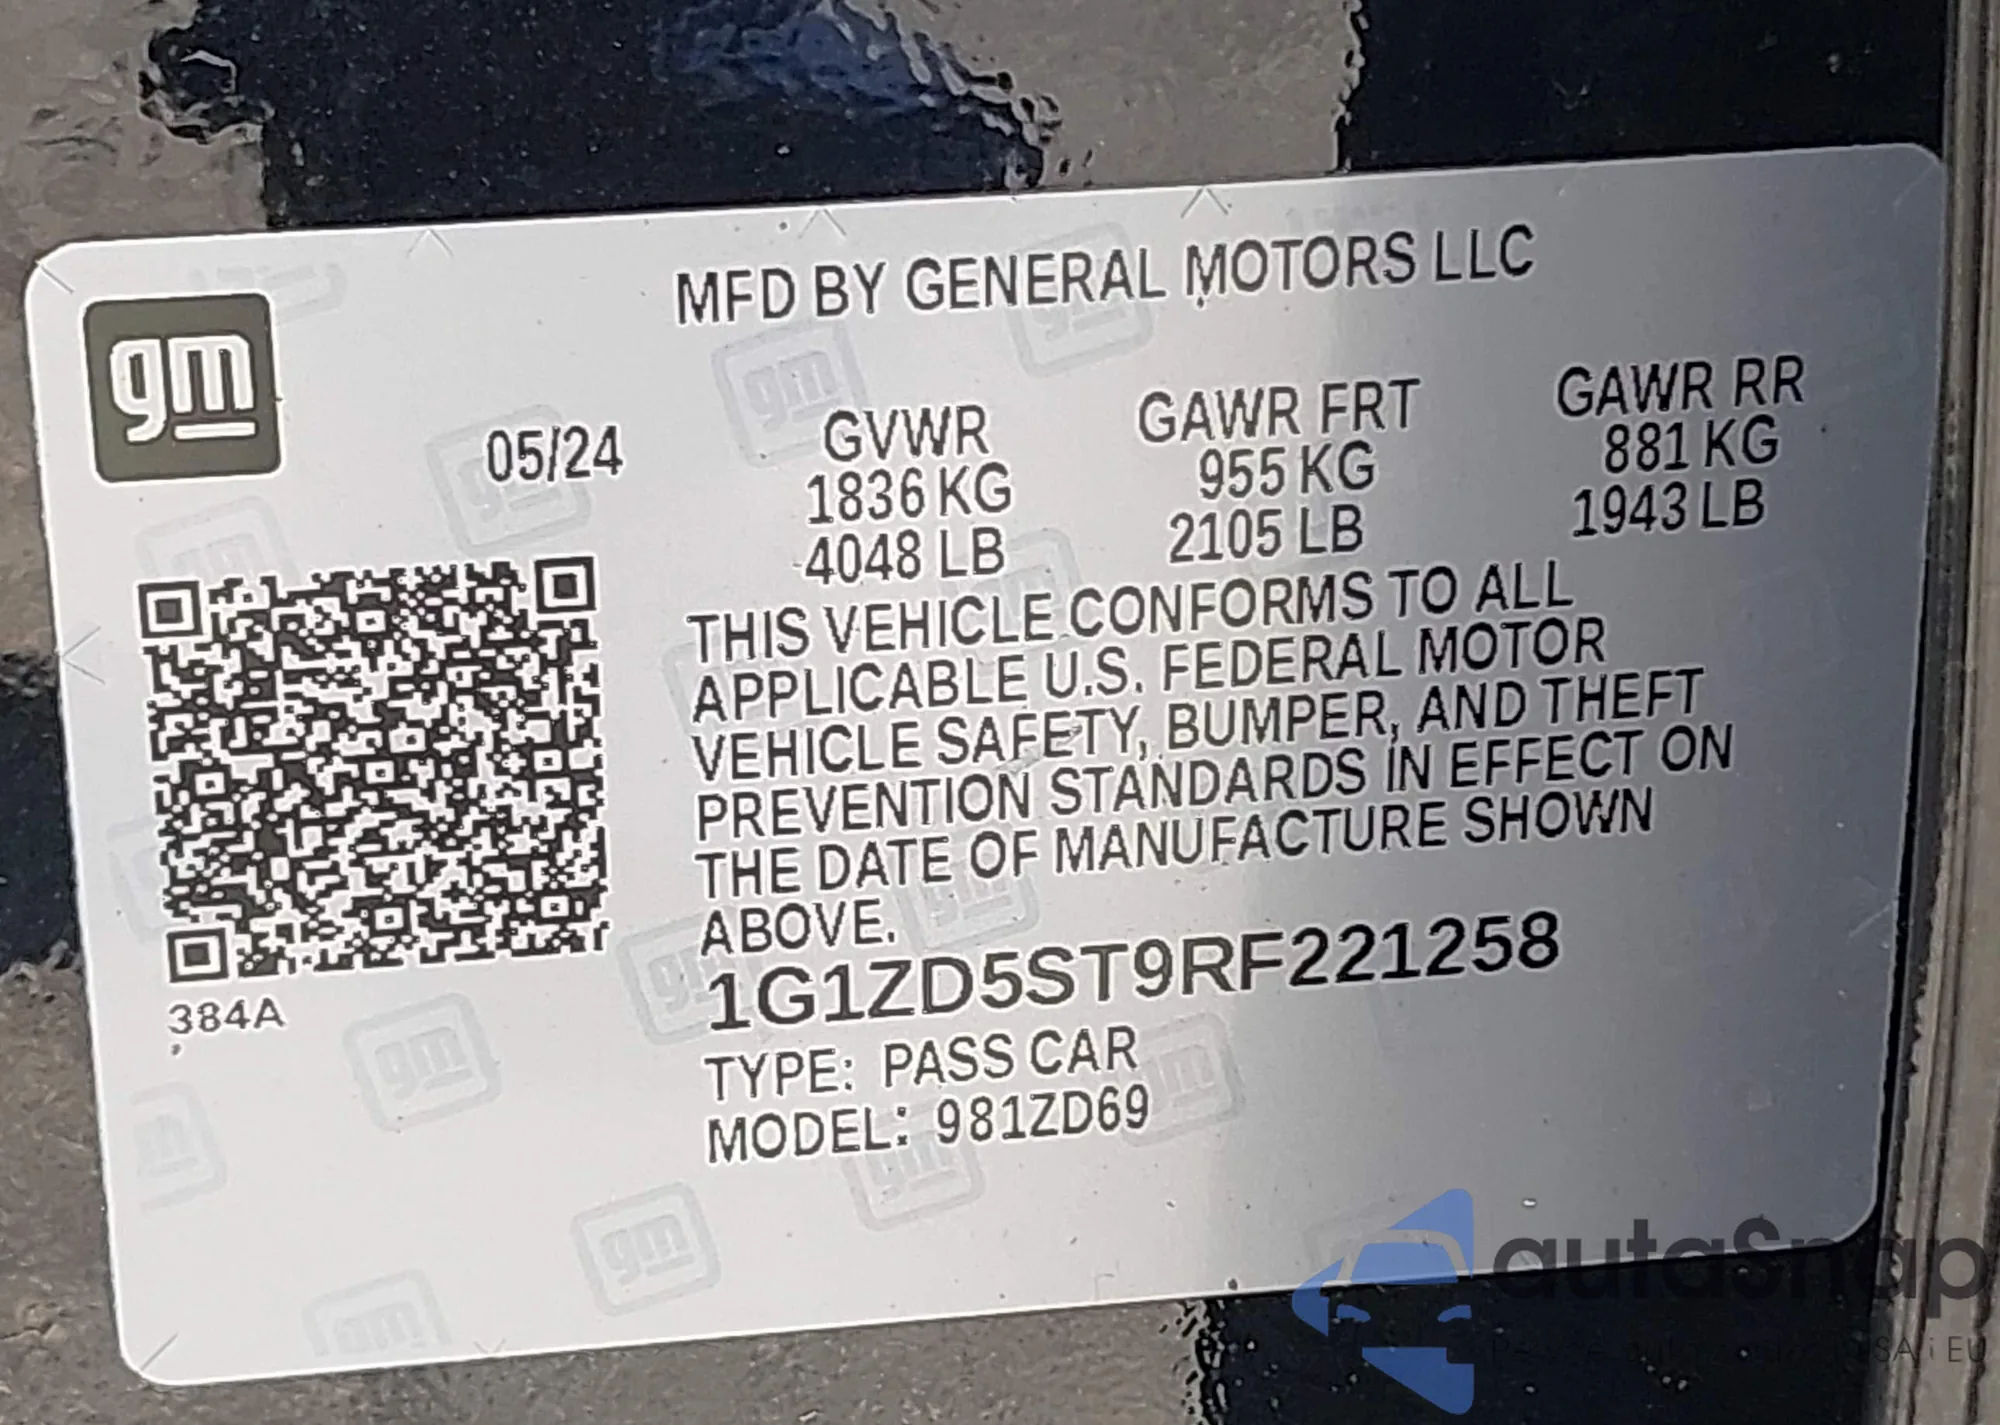 MFD BY GENERAL MOTORS LLC
gm
05/24
GVWR GAWR FRT GAWR RR
1836 KG 955 KG 881 KG
4048 LB 2105 LB 1943 LB
THIS VEHICLE CONFORMS TO ALL
APPLICABLE U.S. FEDERAL MOTOR
VEHICLE SAFETY, BUMPER, AND THEFT
PREVENTION STANDARDS IN EFFECT ON
THE DATE OF MANUFACTURE SHOWN
ABOVE.
1G1ZD5ST9RF221258
384A
TYPE: PASS CAR
MODEL: 981ZD69
autaSnap
i EU